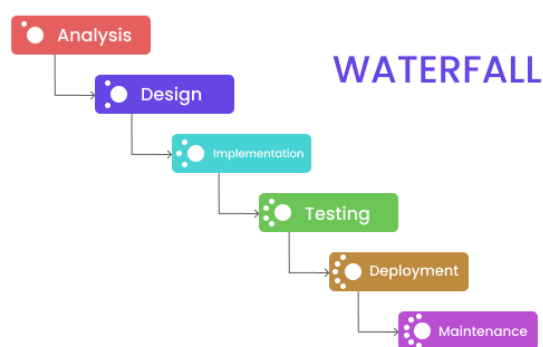 Analysis
WATERFALL
Design
Implementation
Testing
Deployment
Maintenance